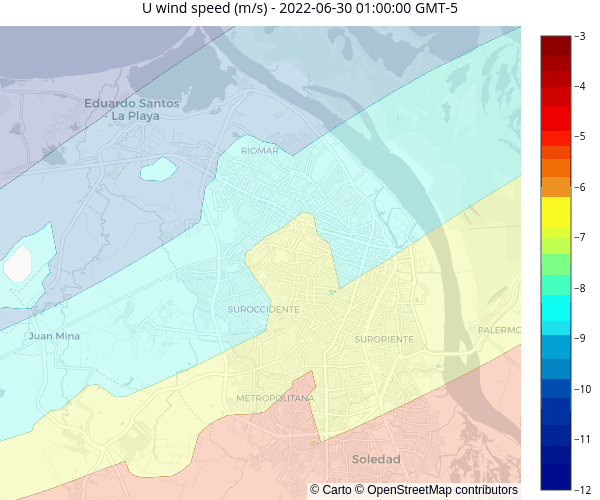 U wind speed (m/s) - 2022-06-30 01:00:00 GMT-5
Eduardo Santos
- La Playa
RIOMAR
Juan Mina
SUROCCIDENTE
SURORIENTE
PALERMO
METROPOLITANA
Soledad
© Carto © OpenStreetMap contributors
−3
−4
−5
−6
−7
−8
−9
−10
−11
−12